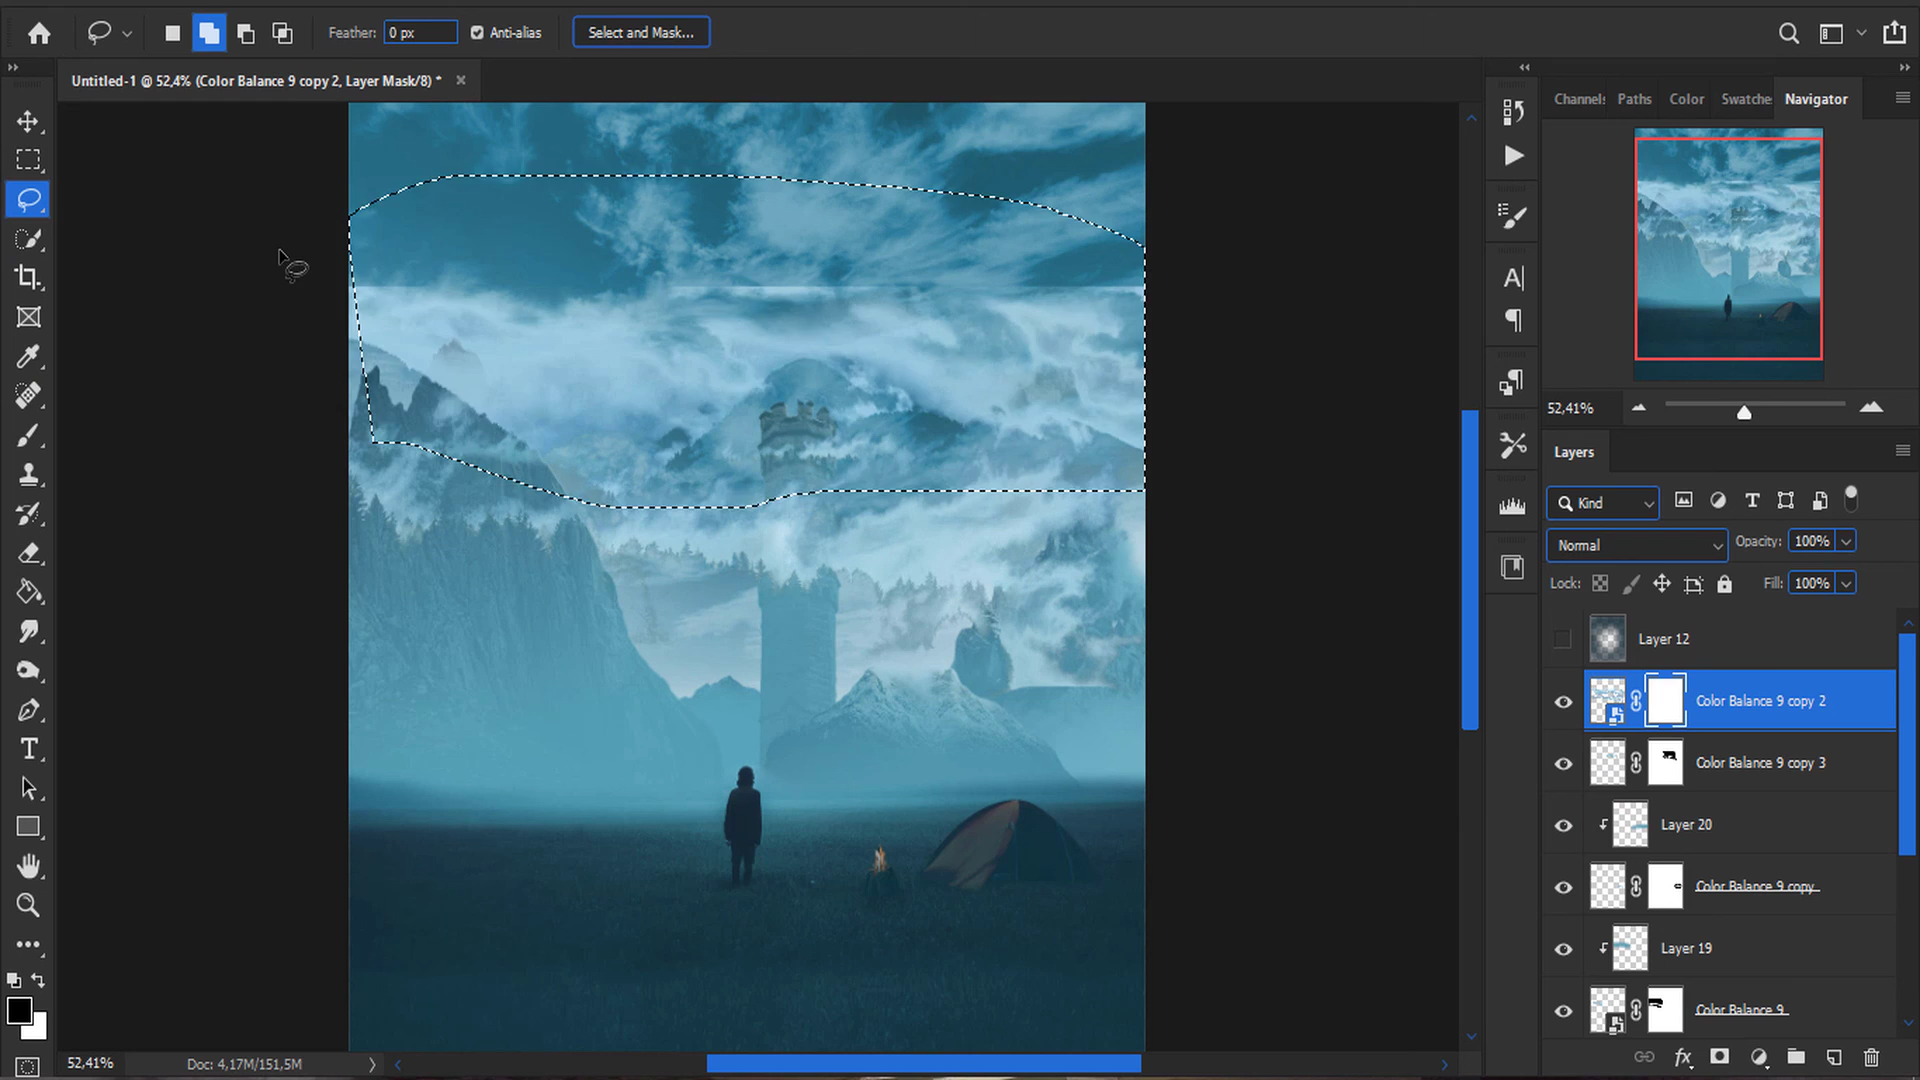 Feather: 0 px Anti-alias Select and Mask...
Untitled-1 @ 52,4% (Color Balance 9 copy 2, Layer Mask/8) *
Channel: Paths Color Swatche Navigator
52,41%
Layers
Kind
Normal Opacity: 100%
Lock: Fill: 100%
Layer 12
Color Balance 9 copy 2
Color Balance 9 copy 3
Layer 20
Color Balance 9 copy
Layer 19
Color Balance 9
52,41% Doc: 4,17M/151,5M